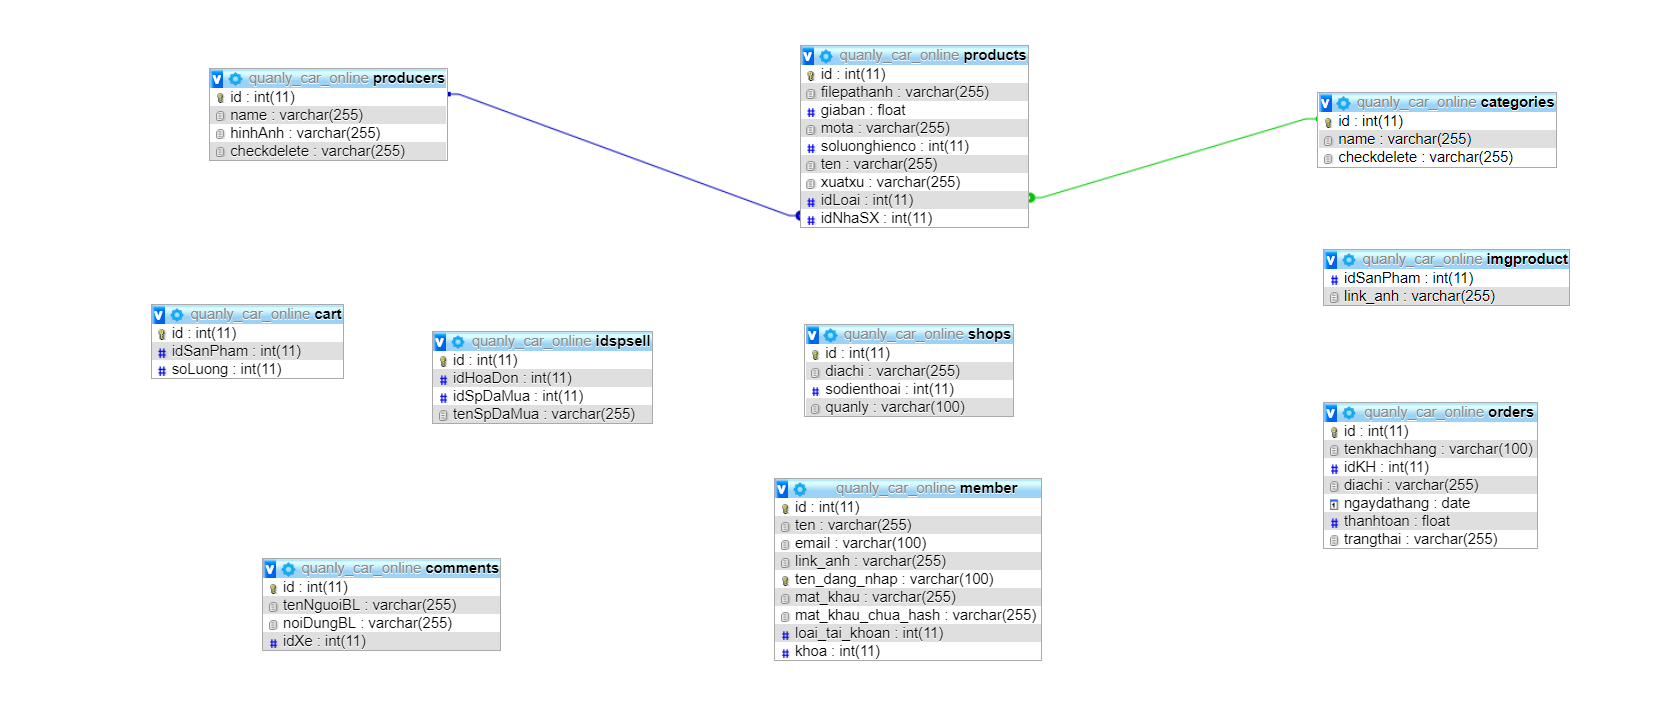 quanly_car_online producers
id : int(11)
name : varchar(255)
hinhAnh : varchar(255)
checkdelete : varchar(255)
quanly_car_online products
id : int(11)
filepathanh : varchar(255)
giaban : float
mota : varchar(255)
soluonghienco : int(11)
ten : varchar(255)
xuatxu : varchar(255)
idLoai : int(11)
idNhaSX : int(11)
quanly_car_online categories
id : int(11)
name : varchar(255)
checkdelete : varchar(255)
quanly_car_online imgproduct
idSanPham : int(11)
link_anh : varchar(255)
quanly_car_online cart
id : int(11)
idSanPham : int(11)
soLuong : int(11)
quanly_car_online idspsell
id : int(11)
idHoaDon : int(11)
idSpDaMua : int(11)
tenSpDaMua : varchar(255)
quanly_car_online shops
id : int(11)
diachi : varchar(255)
sodienthoai : int(11)
quanly : varchar(100)
quanly_car_online orders
id : int(11)
tenkhachhang : varchar(100)
idKH : int(11)
diachi : varchar(255)
ngaydathang : date
thanhtoan : float
trangthai : varchar(255)
quanly_car_online member
id : int(11)
ten : varchar(255)
email : varchar(100)
link_anh : varchar(255)
ten_dang_nhap : varchar(100)
mat_khau : varchar(255)
mat_khau_chua_hash : varchar(255)
loai_tai_khoan : int(11)
khoa : int(11)
quanly_car_online comments
id : int(11)
tenNguoiBL : varchar(255)
noiDungBL : varchar(255)
idXe : int(11)